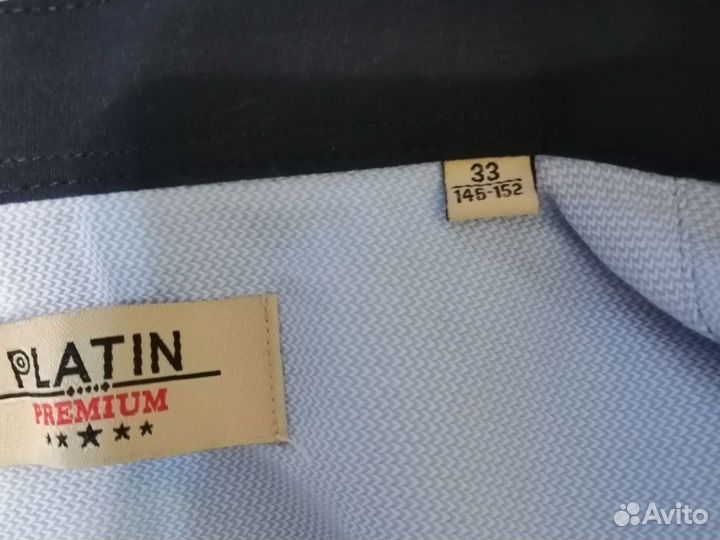 33
146-152
PLATIN
PREMIUM
Avito